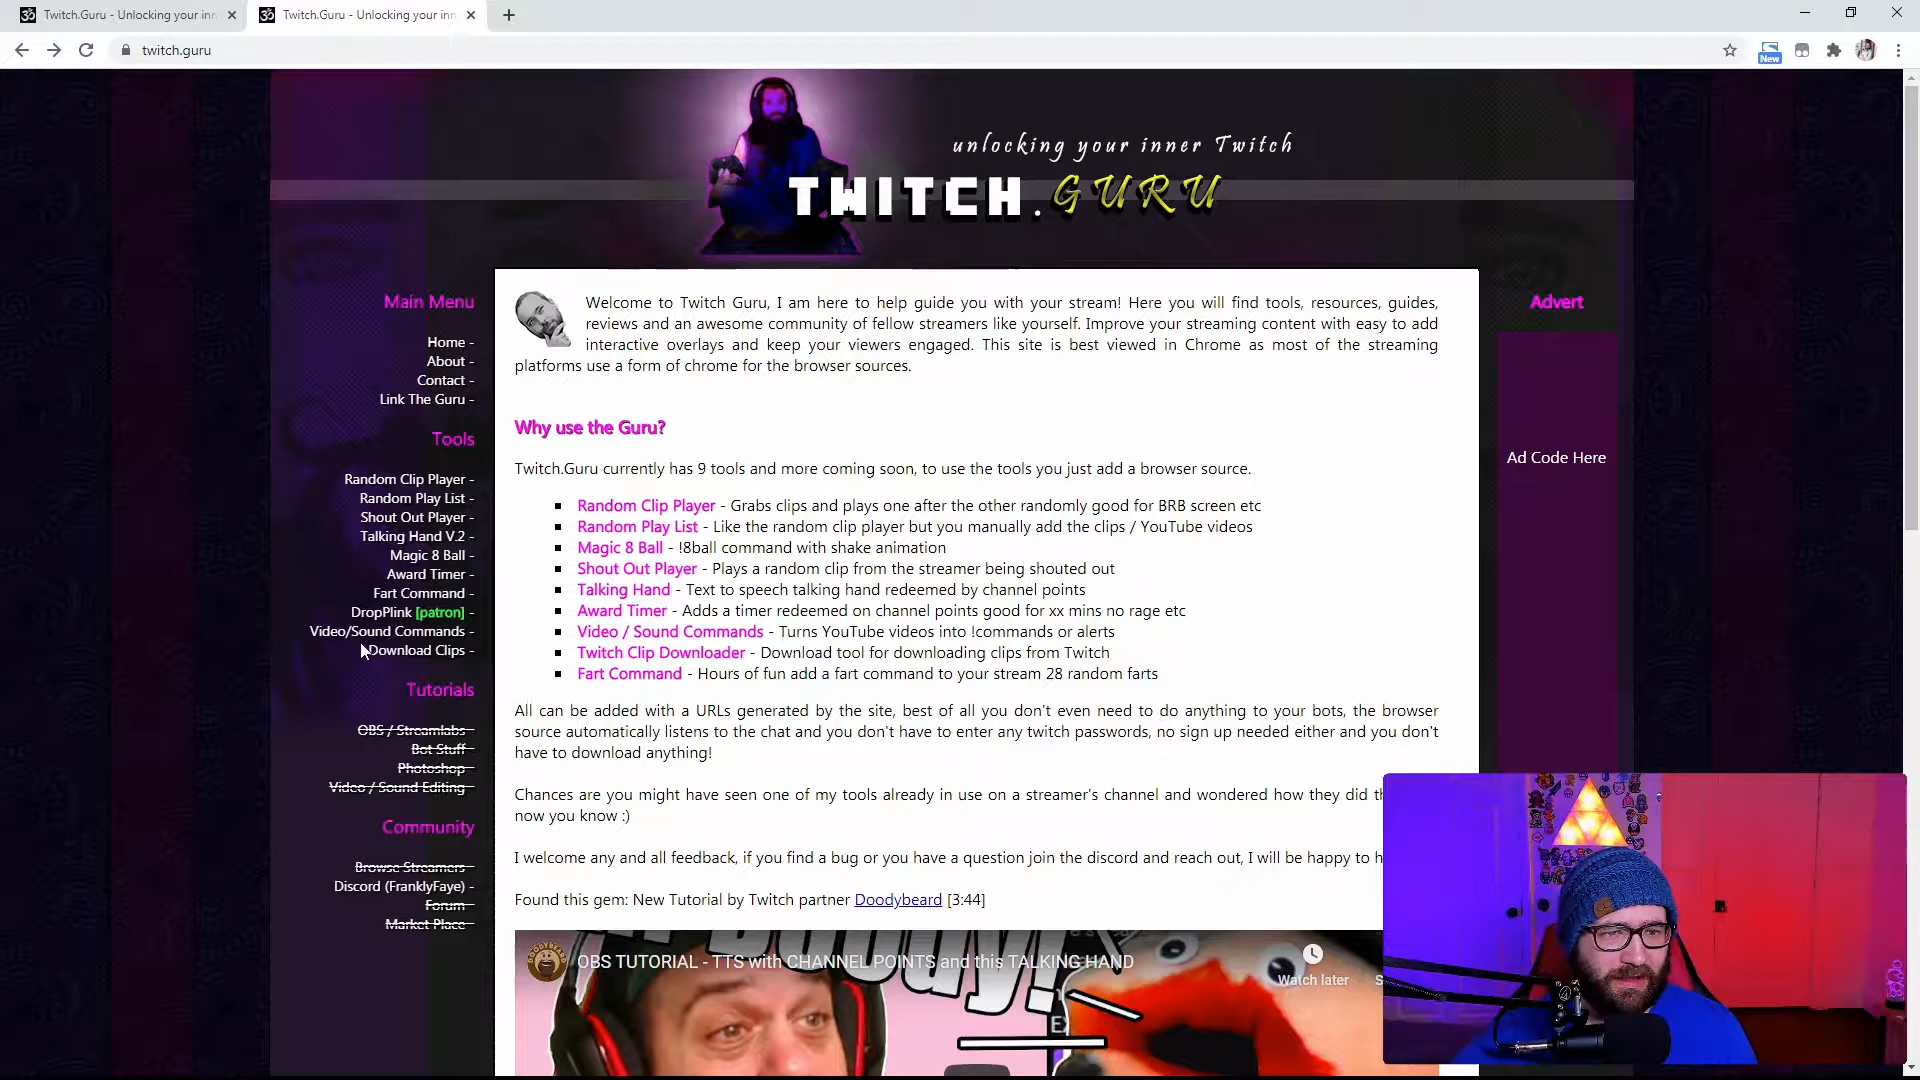 Twitch.Guru - Unlocking your inn
Twitch.Guru - Unlocking your inn
twitch.guru
New
unlocking your inner Twitch
TWITCH.GURU
Main Menu
Home -
About -
Contact -
Link The Guru -
Tools
Random Clip Player -
Random Play List -
Shout Out Player -
Talking Hand V.2 -
Magic 8 Ball -
Award Timer -
Fart Command -
DropPlink [patron] -
Video/Sound Commands -
Download Clips -
Tutorials
OBS / Streamlabs -
Bot Stuff -
Photoshop -
Video / Sound Editing -
Community
Browse Streamers -
Discord (FranklyFaye) -
Forum -
Market Place -
Welcome to Twitch Guru, I am here to help guide you with your stream! Here you will find tools, resources, guides,
reviews and an awesome community of fellow streamers like yourself. Improve your streaming content with easy to add
interactive overlays and keep your viewers engaged. This site is best viewed in Chrome as most of the streaming
platforms use a form of chrome for the browser sources.
Why use the Guru?
Twitch.Guru currently has 9 tools and more coming soon, to use the tools you just add a browser source.
Random Clip Player - Grabs clips and plays one after the other randomly good for BRB screen etc
Random Play List - Like the random clip player but you manually add the clips / YouTube videos
Magic 8 Ball - !8ball command with shake animation
Shout Out Player - Plays a random clip from the streamer being shouted out
Talking Hand - Text to speech talking hand redeemed by channel points
Award Timer - Adds a timer redeemed on channel points good for xx mins no rage etc
Video / Sound Commands - Turns YouTube videos into !commands or alerts
Twitch Clip Downloader - Download tool for downloading clips from Twitch
Fart Command - Hours of fun add a fart command to your stream 28 random farts
All can be added with a URLs generated by the site, best of all you don't even need to do anything to your bots, the browser
source automatically listens to the chat and you don't have to enter any twitch passwords, no sign up needed either and you don't
have to download anything!
Chances are you might have seen one of my tools already in use on a streamer's channel and wondered how they did th
now you know :)
I welcome any and all feedback, if you find a bug or you have a question join the discord and reach out, I will be happy to h
Found this gem: New Tutorial by Twitch partner Doodybeard [3:44]
OBS TUTORIAL - TTS with CHANNEL POINTS and this TALKING HAND
Watch later
Advert
Ad Code Here